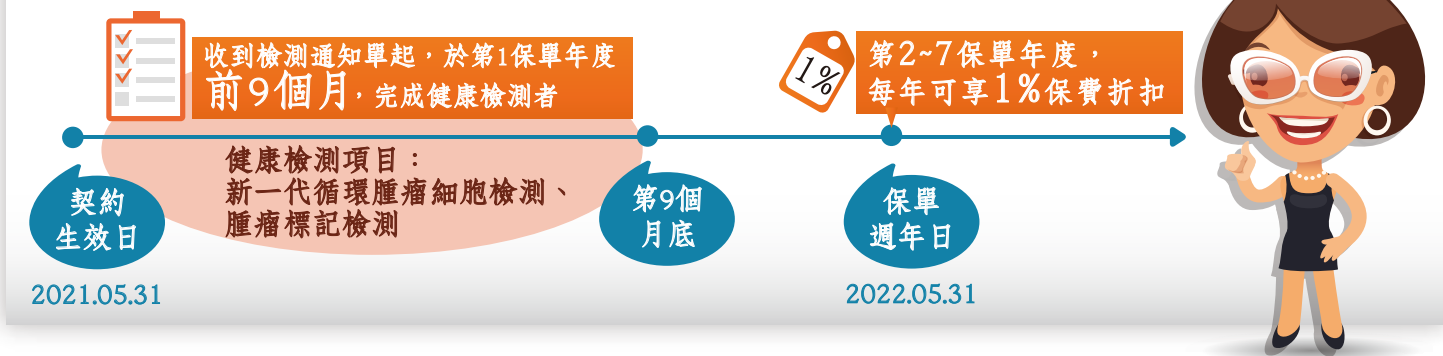 收到檢測通知單起，於第1保單年度
前9個月，完成健康檢測者
1%
第2~7保單年度，
每年可享1%保費折扣
健康檢測項目：
新一代循環腫瘤細胞檢測、
腫瘤標記檢測
契約
生效日
第9個
月底
保單
週年日
2021.05.31
2022.05.31